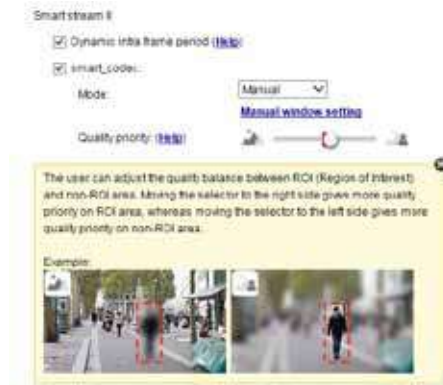 Smart stream II
Dynamic intra frame period (Help)
smart_codec:
Mode: Manual
Manual window setting
Quality priority: (Help)
The user can adjust the quality balance between ROI (Region of Interest)
and non-ROI area. Moving the selector to the right side gives more quality
priority on ROI area, whereas moving the selector to the left side gives more
quality priority on non-ROI area.
Example: